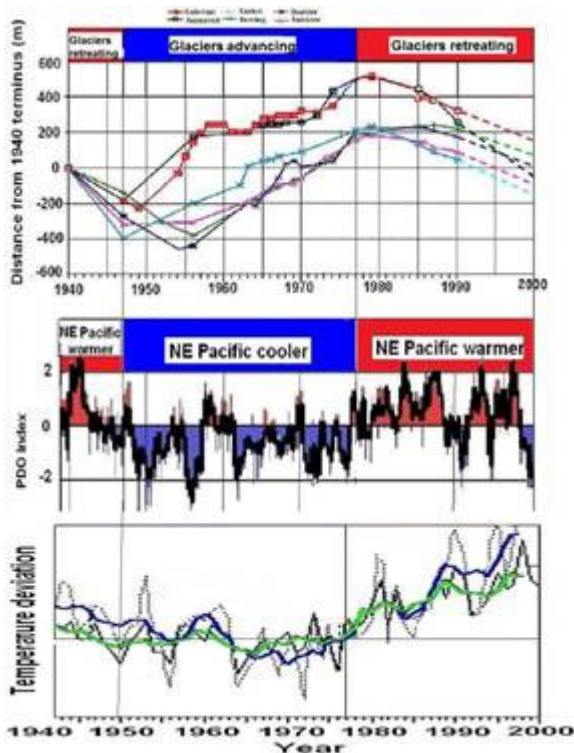 Glaciers
retreating
Glaciers advancing
Glaciers retreating
Distance from 1940 terminus (m)
600
400
200
0
-200
-400
-600
1940
1950
1960
1970
1980
1990
2000
NE Pacific
warmer
NE Pacific cooler
NE Pacific warmer
PDO Index
2
0
-2
Temperature deviation
1940
1950
1960
1970
1980
1990
2000
Year